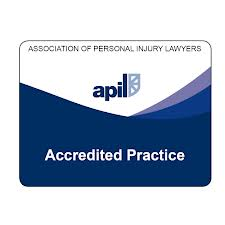 ASSOCIATION OF PERSONAL INJURY LAWYERS
apil
Accredited Practice